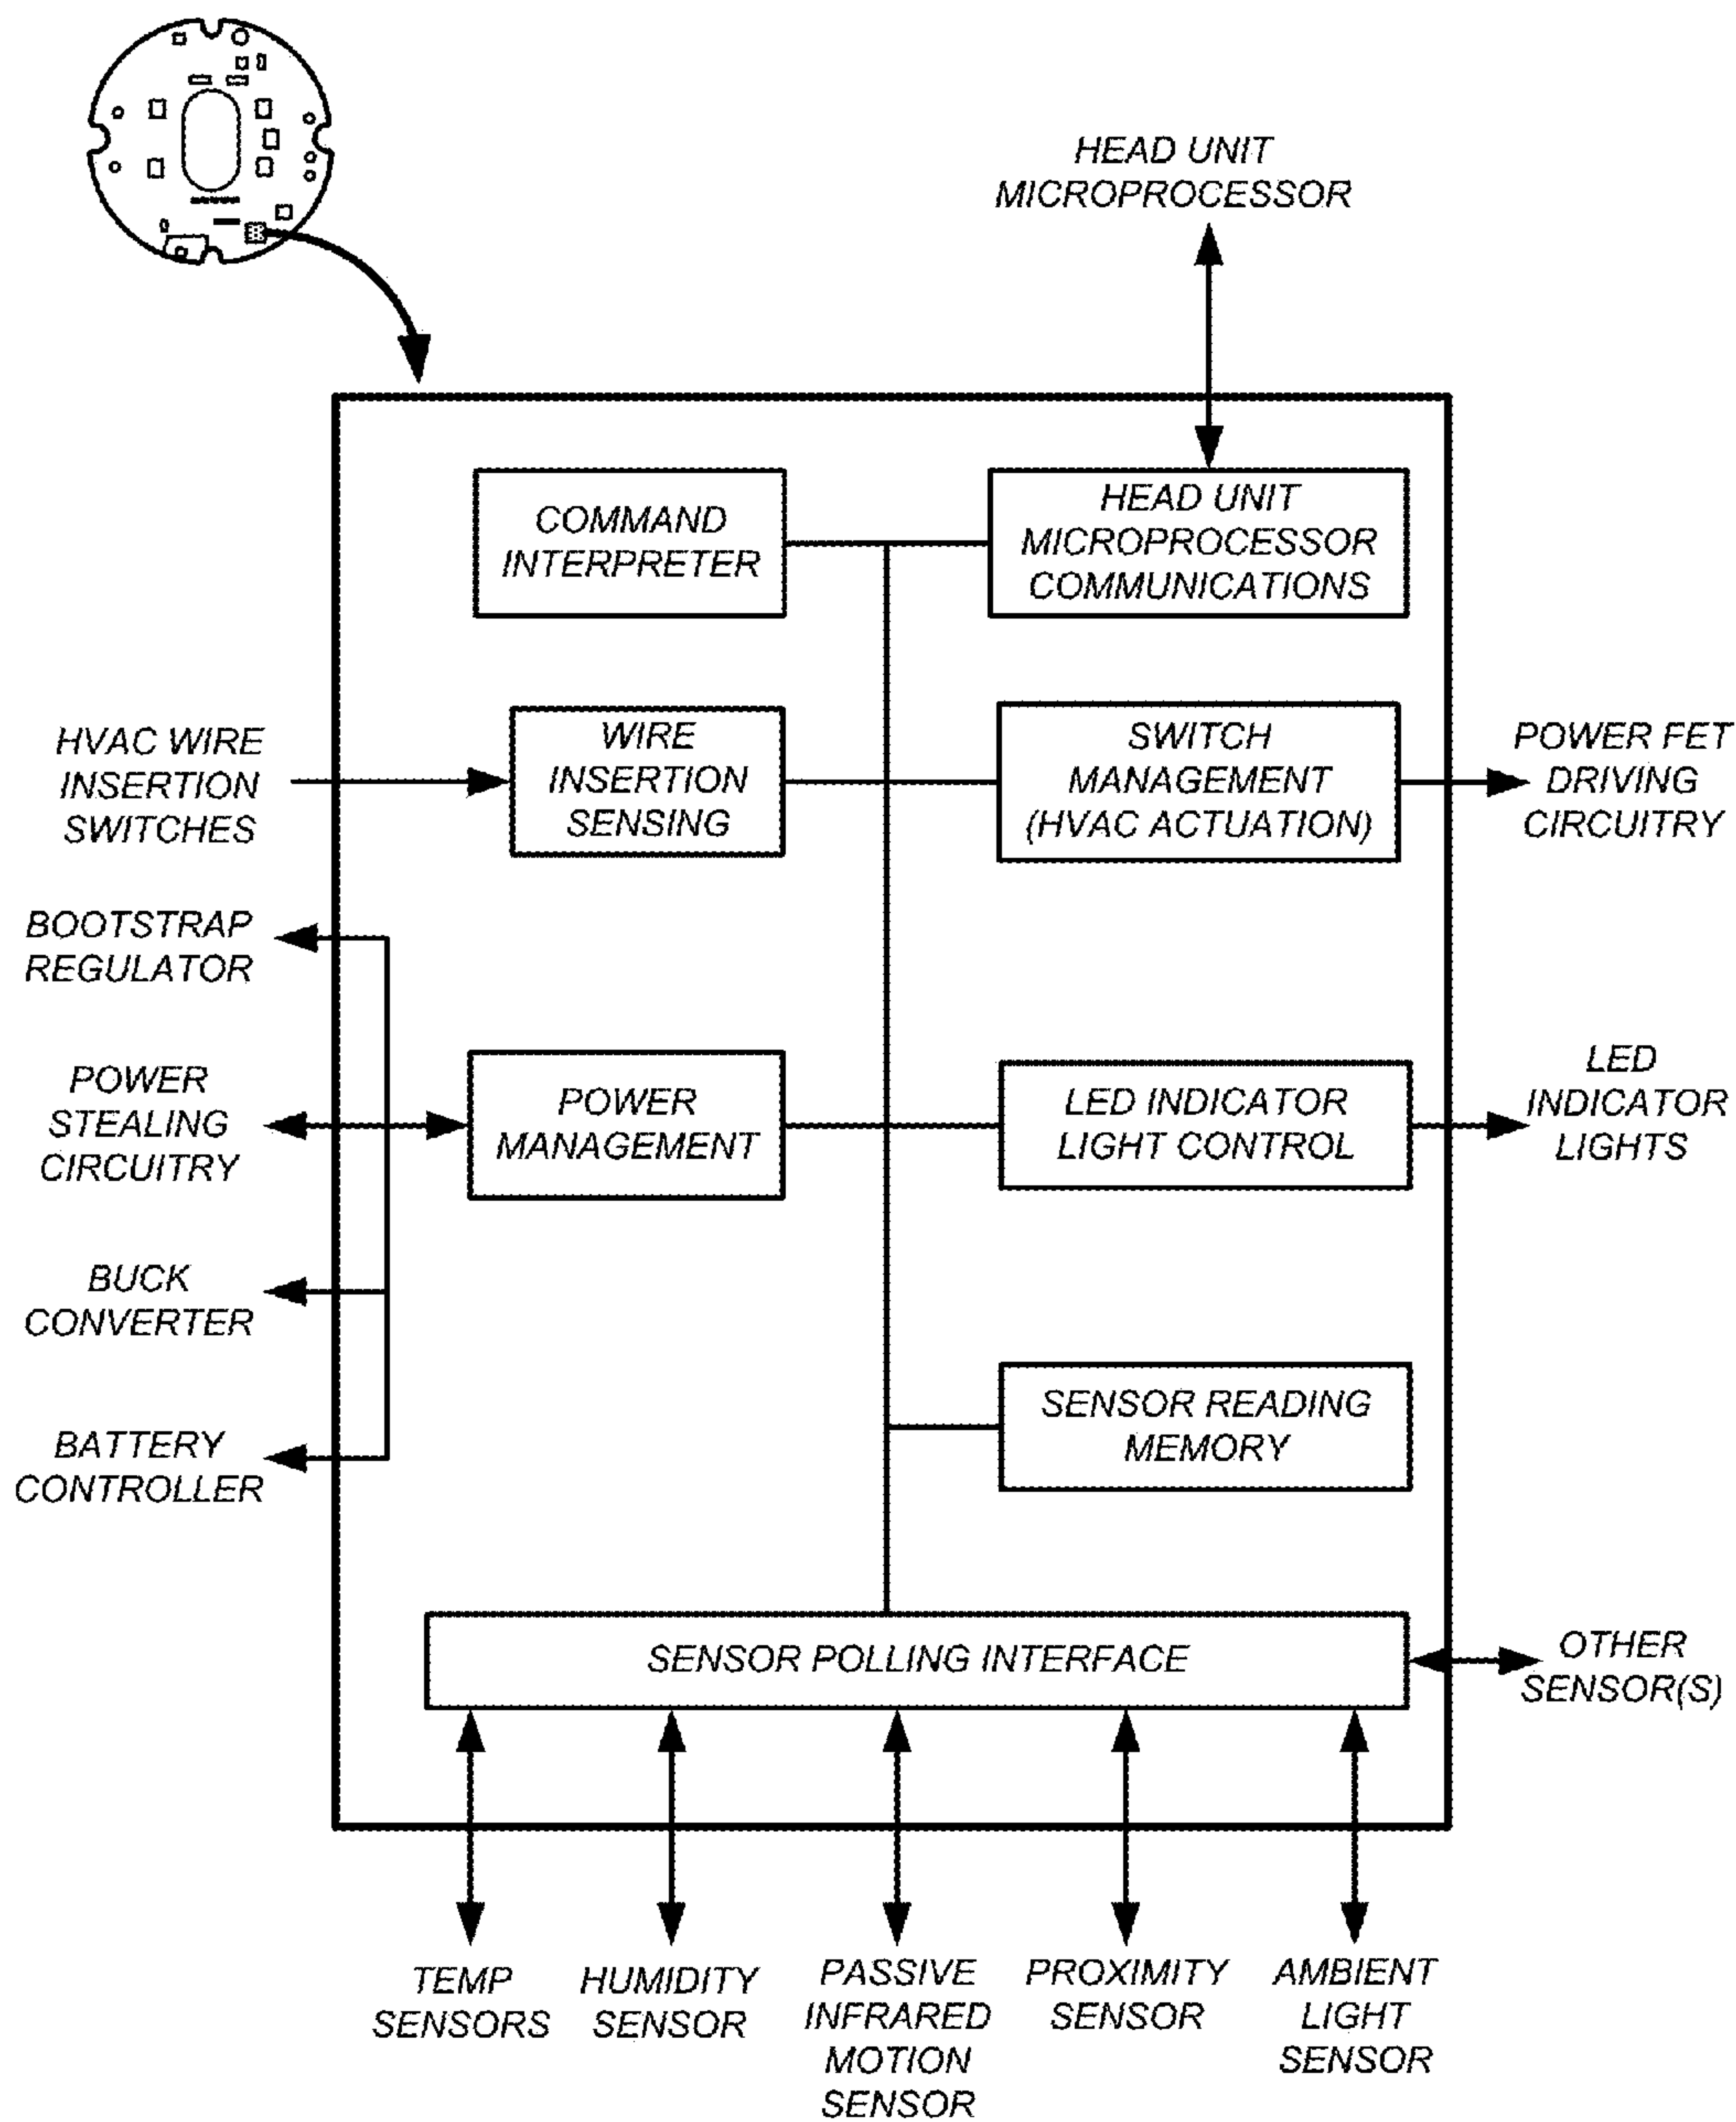 HEAD UNIT
MICROPROCESSOR
COMMAND
INTERPRETER
HEAD UNIT
MICROPROCESSOR
COMMUNICATIONS
HVAC WIRE
INSERTION
SWITCHES
WIRE
INSERTION
SENSING
SWITCH
MANAGEMENT
(HVAC ACTUATION)
POWER FET
DRIVING
CIRCUITRY
BOOTSTRAP
REGULATOR
POWER
STEALING
CIRCUITRY
POWER
MANAGEMENT
LED INDICATOR
LIGHT CONTROL
LED
INDICATOR
LIGHTS
BUCK
CONVERTER
BATTERY
CONTROLLER
SENSOR READING
MEMORY
SENSOR POLLING INTERFACE
OTHER
SENSOR(S)
TEMP
SENSORS
HUMIDITY
SENSOR
PASSIVE
INFRARED
MOTION
SENSOR
PROXIMITY
SENSOR
AMBIENT
LIGHT
SENSOR